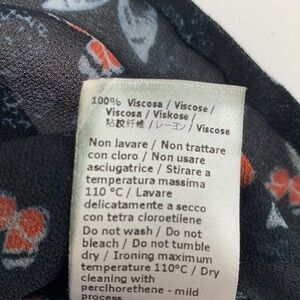 100% Viscosa / Viscose /
Viscosa / Viskose /
粘胶纤维 / レーヨン / Viscose
Non lavare / Non trattare
con cloro / Non usare
asciugatrice / Stirare a
temperatura massima
110 °C / Lavare
delicatamente a secco
con tetra cloroetilene
Do not wash / Do not
bleach / Do not tumble
dry / Ironing maximum
temperature 110°C / Dry
cleaning with
perclhorethene - mild
process